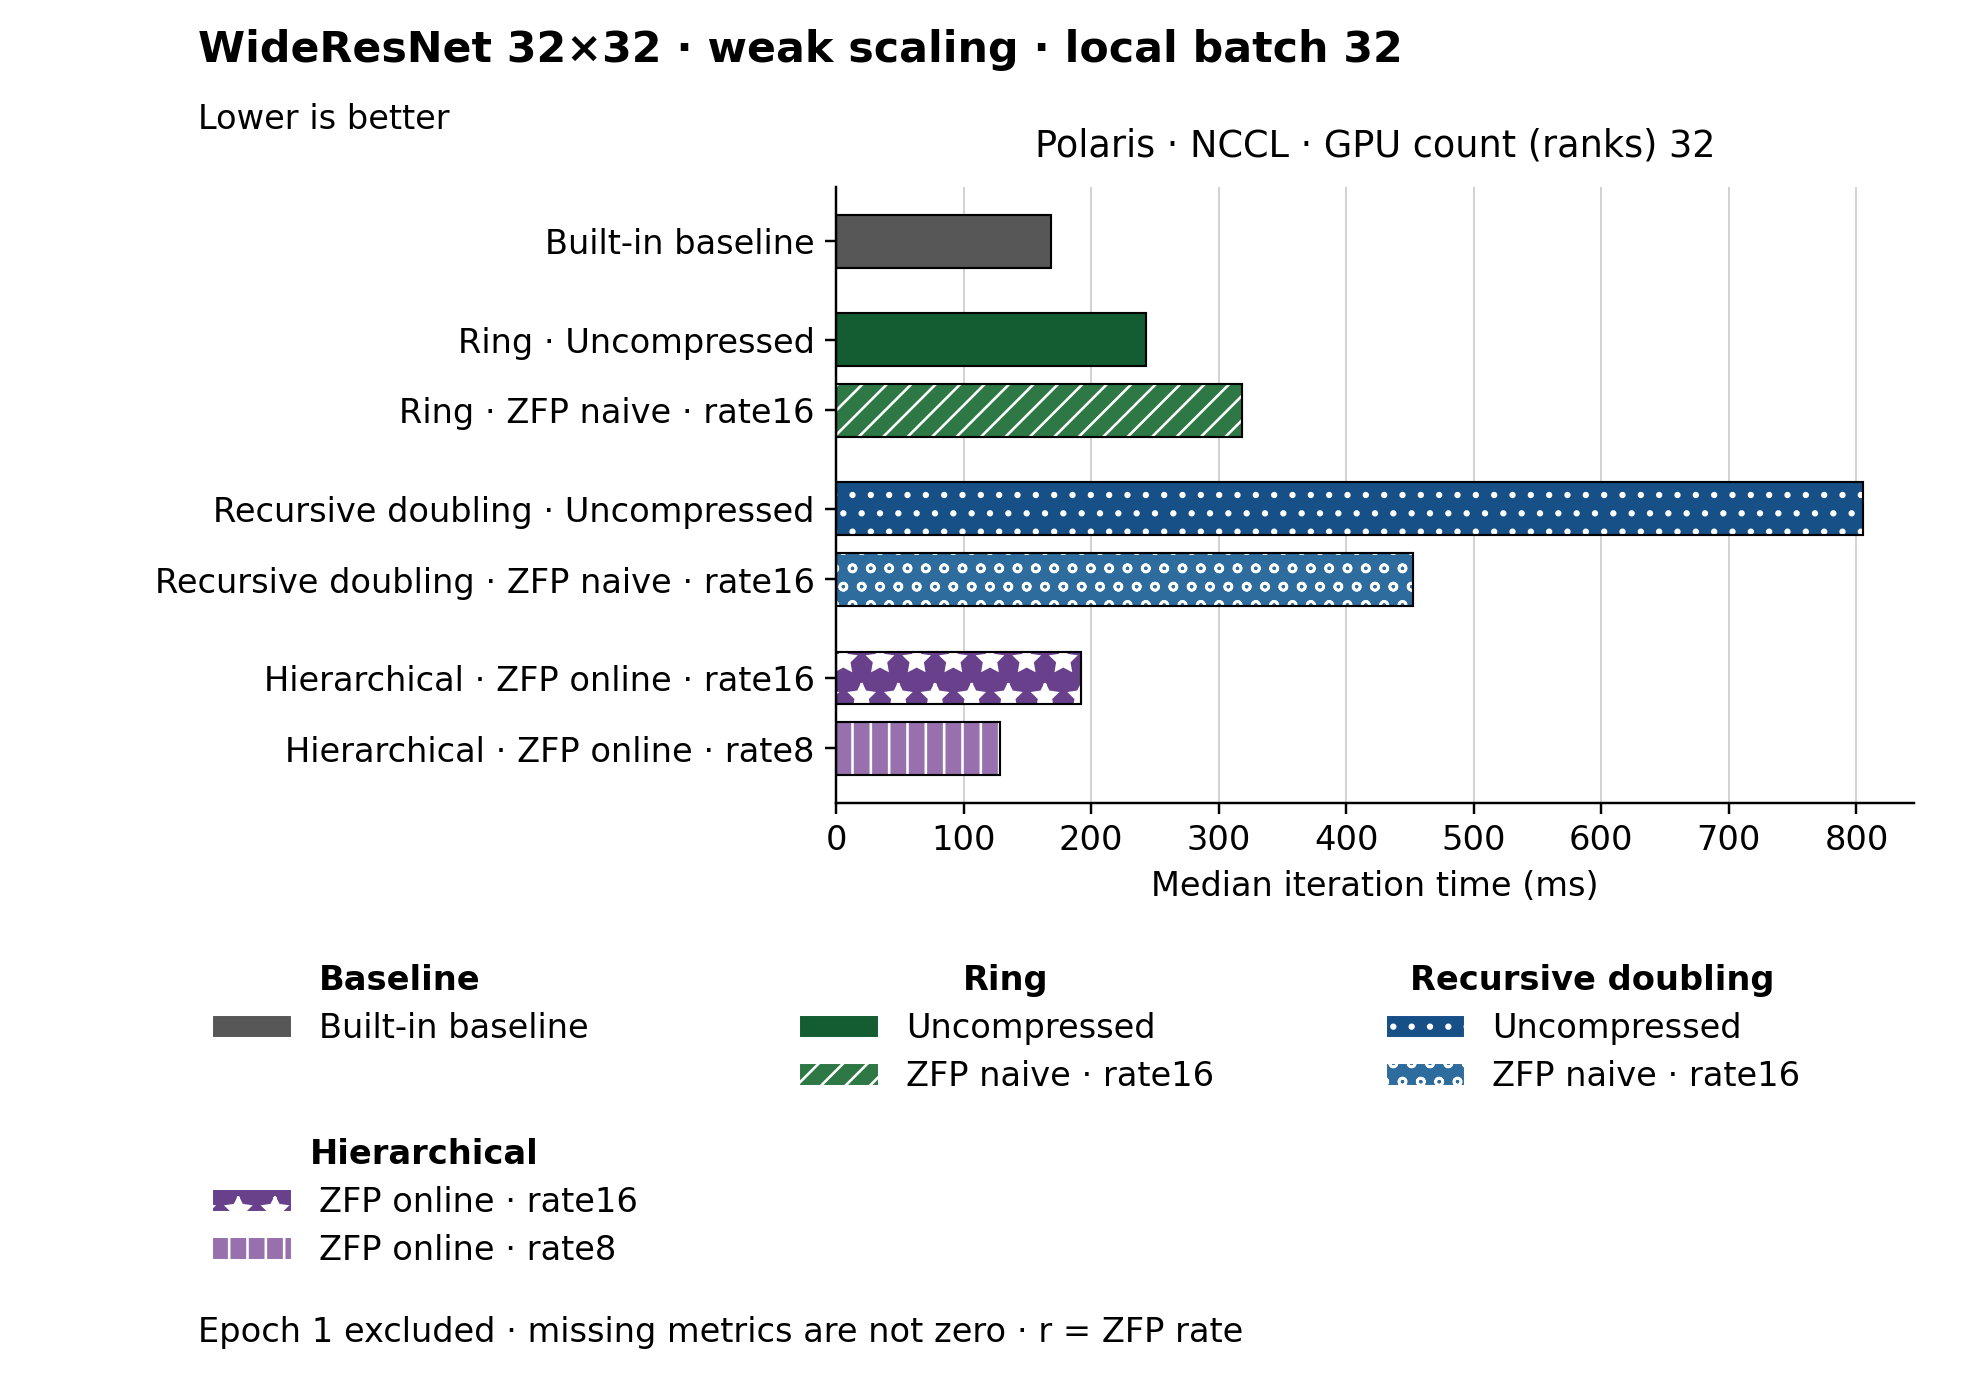 WideResNet 32×32 · weak scaling · local batch 32
Lower is better
Polaris · NCCL · GPU count (ranks) 32
Built-in baseline
Ring · Uncompressed
Ring · ZFP naive · rate16
Recursive doubling · Uncompressed
Recursive doubling · ZFP naive · rate16
Hierarchical · ZFP online · rate16
Hierarchical · ZFP online · rate8
0 100 200 300 400 500 600 700 800
Median iteration time (ms)
Baseline
Built-in baseline
Ring
Uncompressed
ZFP naive · rate16
Recursive doubling
Uncompressed
ZFP naive · rate16
Hierarchical
ZFP online · rate16
ZFP online · rate8
Epoch 1 excluded · missing metrics are not zero · r = ZFP rate